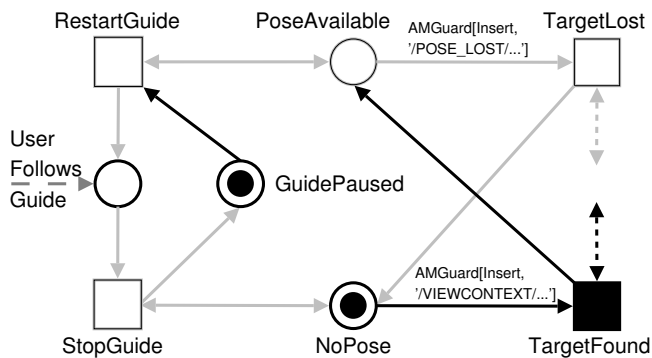 RestartGuide
PoseAvailable
TargetLost
AMGuard[Insert,
'/POSE_LOST/...']
User
Follows
Guide
GuidePaused
AMGuard[Insert,
'/VIEWCONTEXT/...']
StopGuide
NoPose
TargetFound